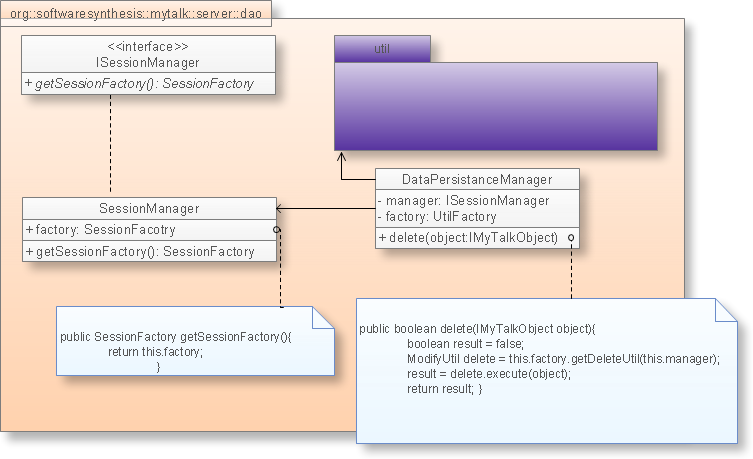 org::softwaresynthesis::mytalk::server::dao
<<interface>>
ISessionManager
+ getSessionFactory(): SessionFactory
util
DataPersistanceManager
- manager: ISessionManager
- factory: UtilFactory
+ delete(object:IMyTalkObject)
SessionManager
+ factory: SessionFacotry
+ getSessionFactory(): SessionFactory
public SessionFactory getSessionFactory(){
return this.factory;
}
public boolean delete(IMyTalkObject object){
boolean result = false;
ModifyUtil delete = this.factory.getDeleteUtil(this.manager);
result = delete.execute(object);
return result; }